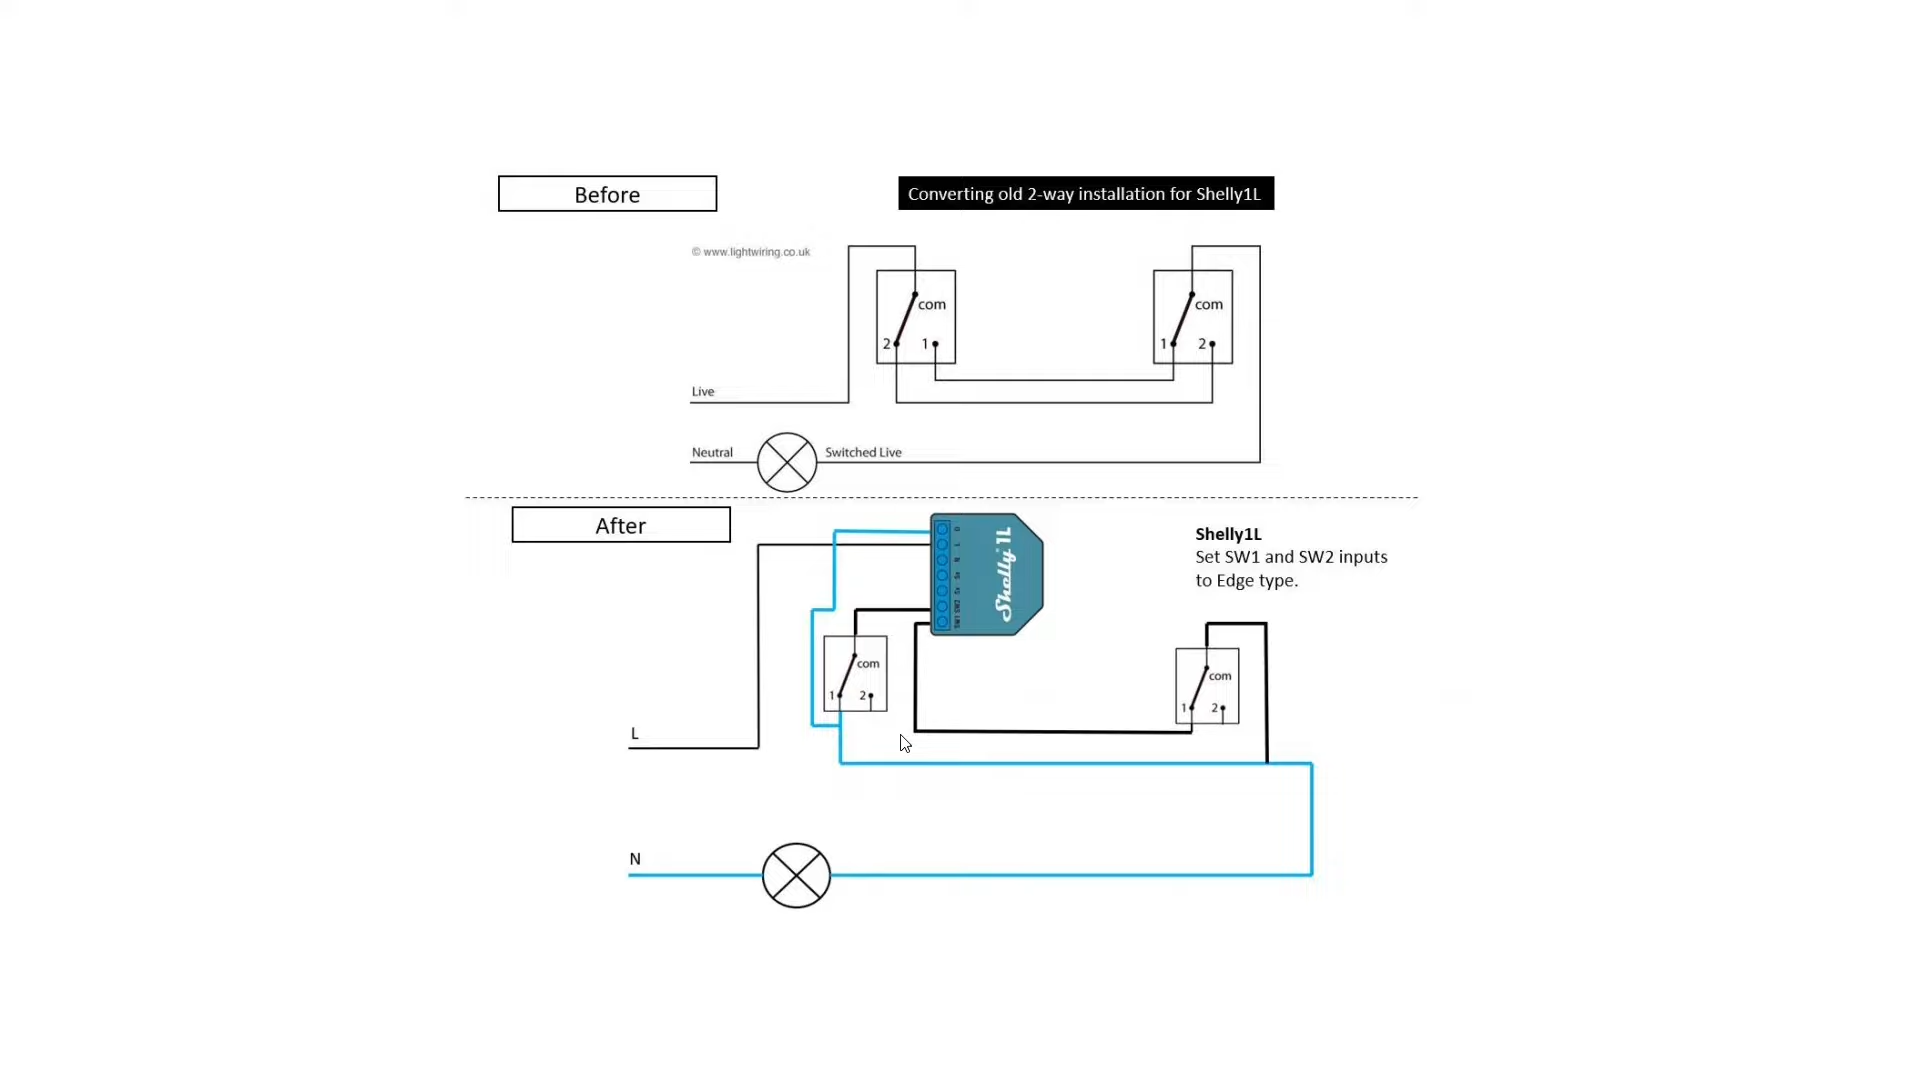 Before
Converting old 2-way installation for Shelly1L
© www.lightwiring.co.uk
com
com
2
1
1
2
Live
Neutral
Switched Live
After
Shelly 1L
Shelly1L
Set SW1 and SW2 inputs
to Edge type.
com
1
2
com
1
2
L
N